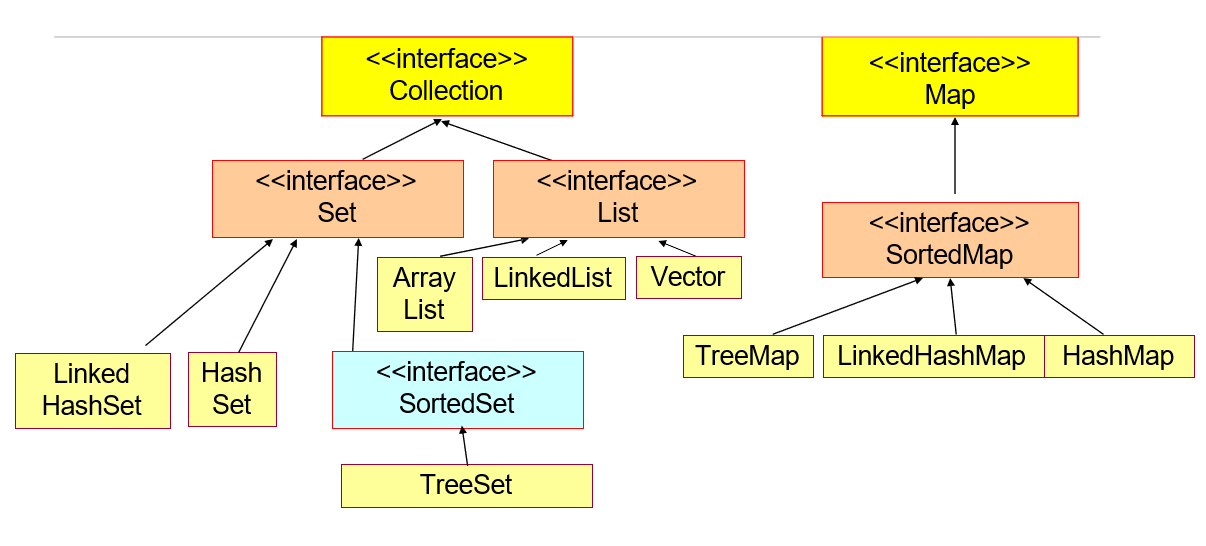 <<interface>>
Collection
<<interface>>
Map
<<interface>>
Set
<<interface>>
List
<<interface>>
SortedMap
Array
List
LinkedList
Vector
TreeMap
LinkedHashMap
HashMap
Linked
HashSet
Hash
Set
<<interface>>
SortedSet
TreeSet